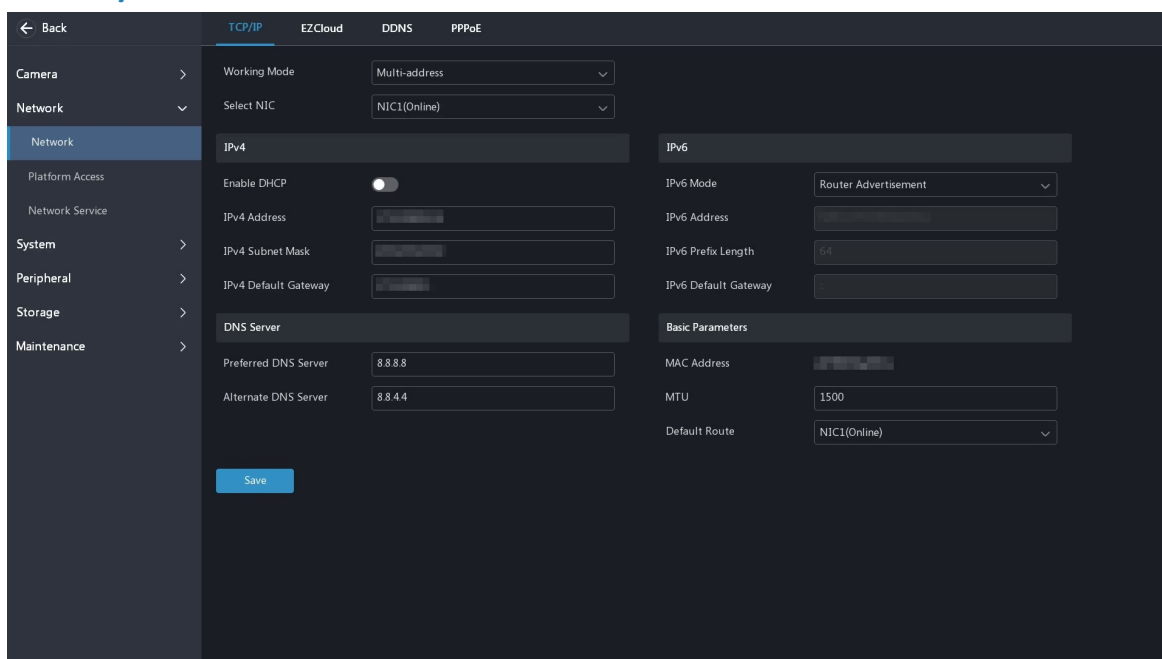 Back
TCP/IP EZCloud DDNS PPPoE
Camera
Network
Network
Platform Access
Network Service
System
Peripheral
Storage
Maintenance
Working Mode Multi-address
Select NIC NIC1(Online)
IPv4
Enable DHCP
IPv4 Address
IPv4 Subnet Mask
IPv4 Default Gateway
DNS Server
Preferred DNS Server 8.8.8.8
Alternate DNS Server 8.8.4.4
IPv6
IPv6 Mode Router Advertisement
IPv6 Address
IPv6 Prefix Length 64
IPv6 Default Gateway
Basic Parameters
MAC Address
MTU 1500
Default Route NIC1(Online)
Save